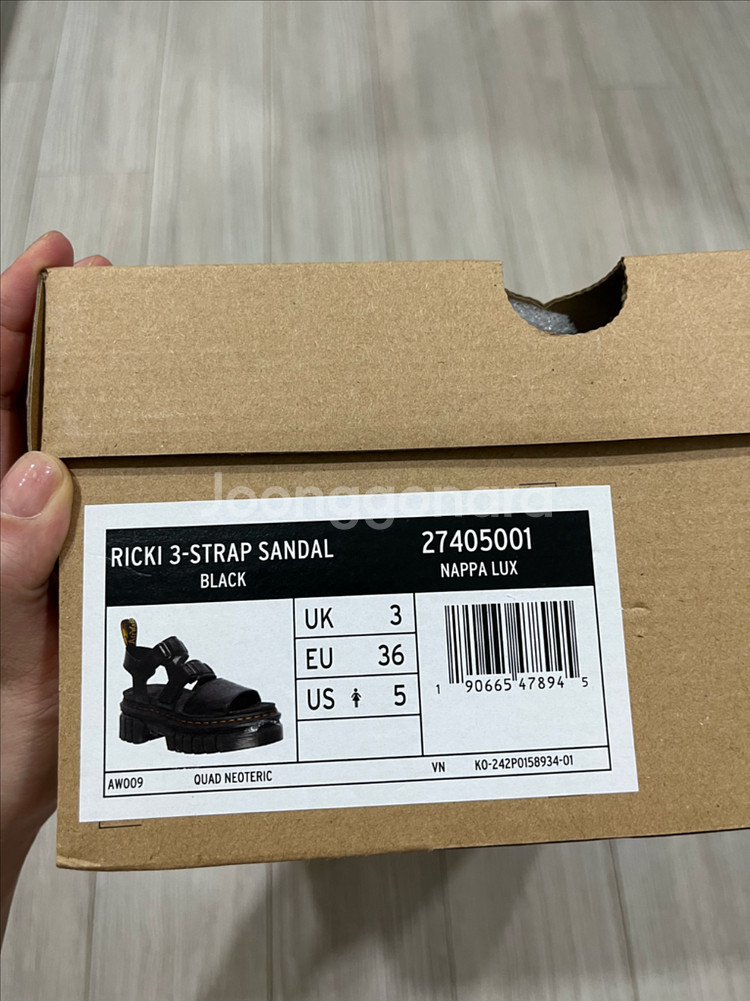 Joonggonara
RICKI 3-STRAP SANDAL
BLACK
27405001
NAPPA LUX
UK 3
EU 36
US 5
1 90665 47894 5
AW009
QUAD NEOTERIC
VN
KO-242P0158934-01